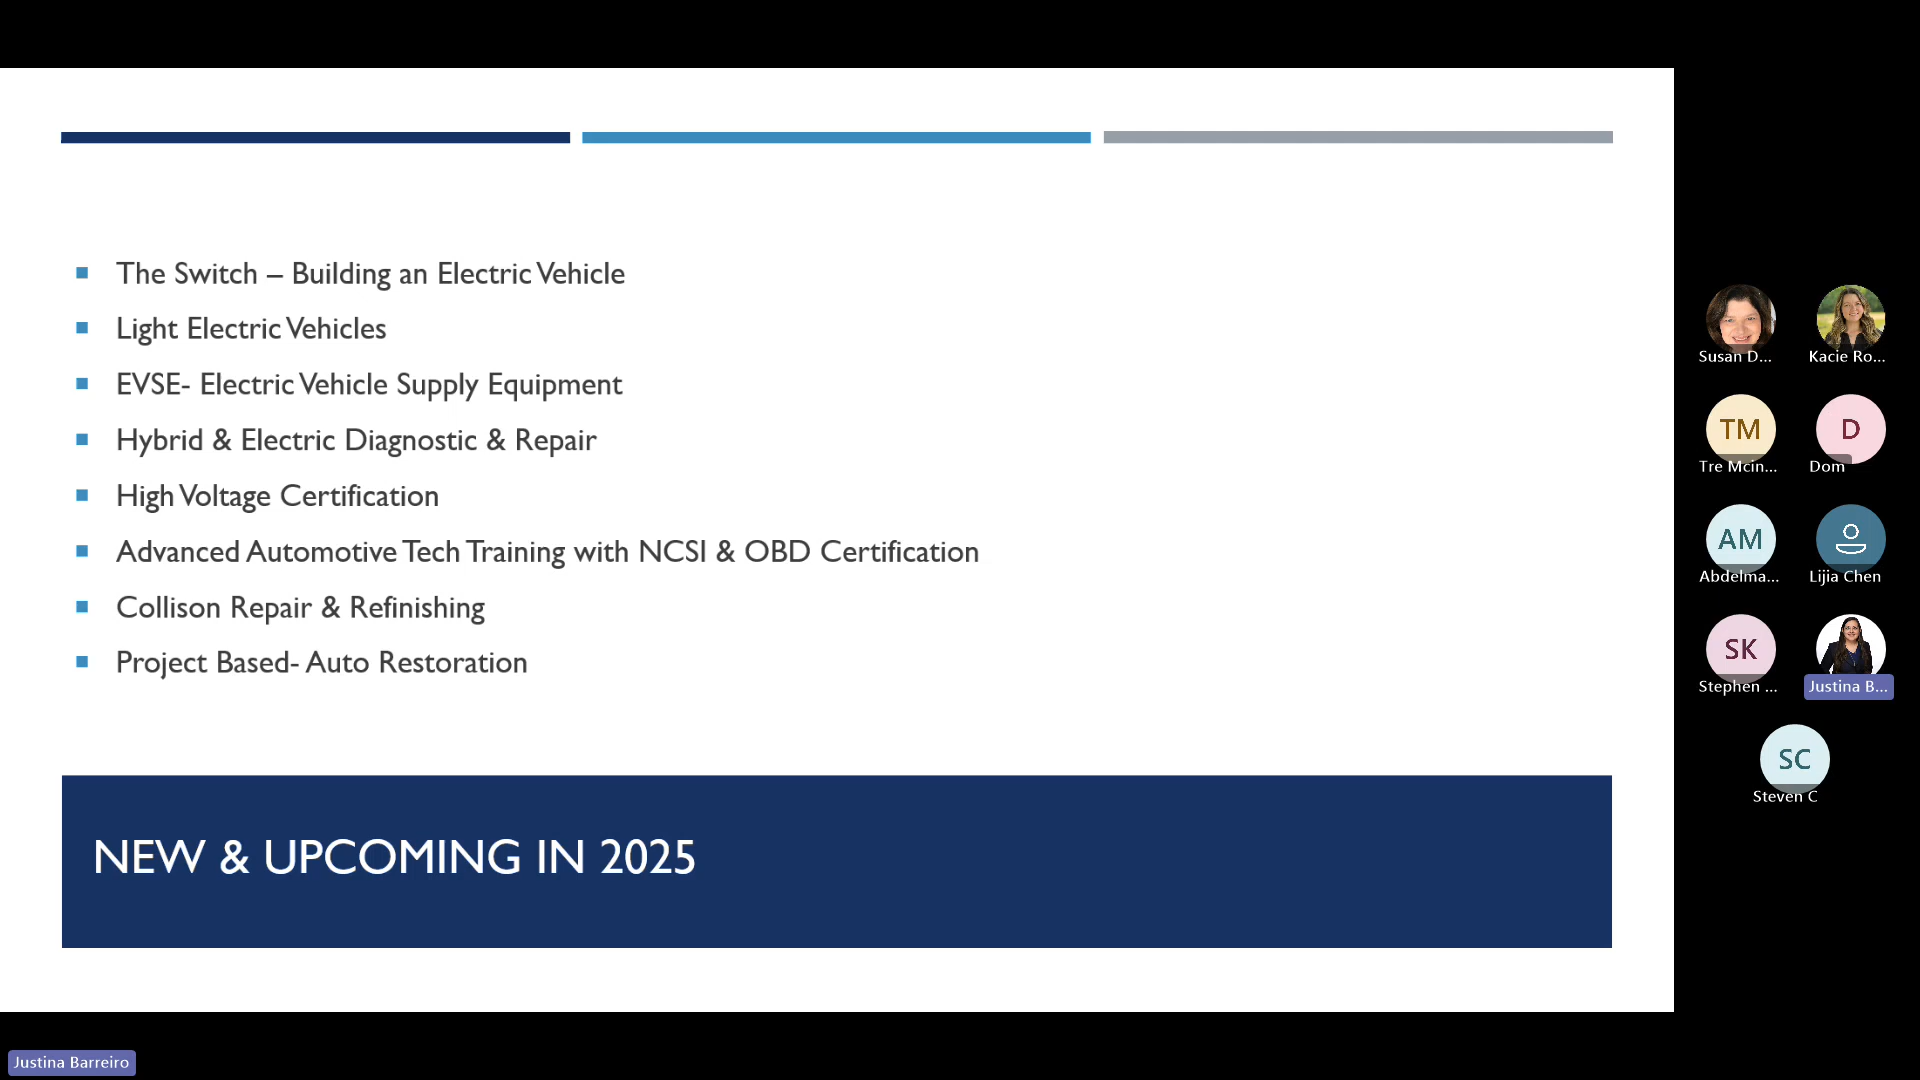 The Switch – Building an Electric Vehicle
Light Electric Vehicles
EVSE- Electric Vehicle Supply Equipment
Hybrid & Electric Diagnostic & Repair
High Voltage Certification
Advanced Automotive Tech Training with NCSI & OBD Certification
Collison Repair & Refinishing
Project Based- Auto Restoration
NEW & UPCOMING IN 2025
Susan D...
Kacie Ro...
TM
D
Tre Mcin...
Dom
AM
Abdelma...
Lijia Chen
SK
Stephen ...
Justina B...
SC
Steven C
Justina Barreiro